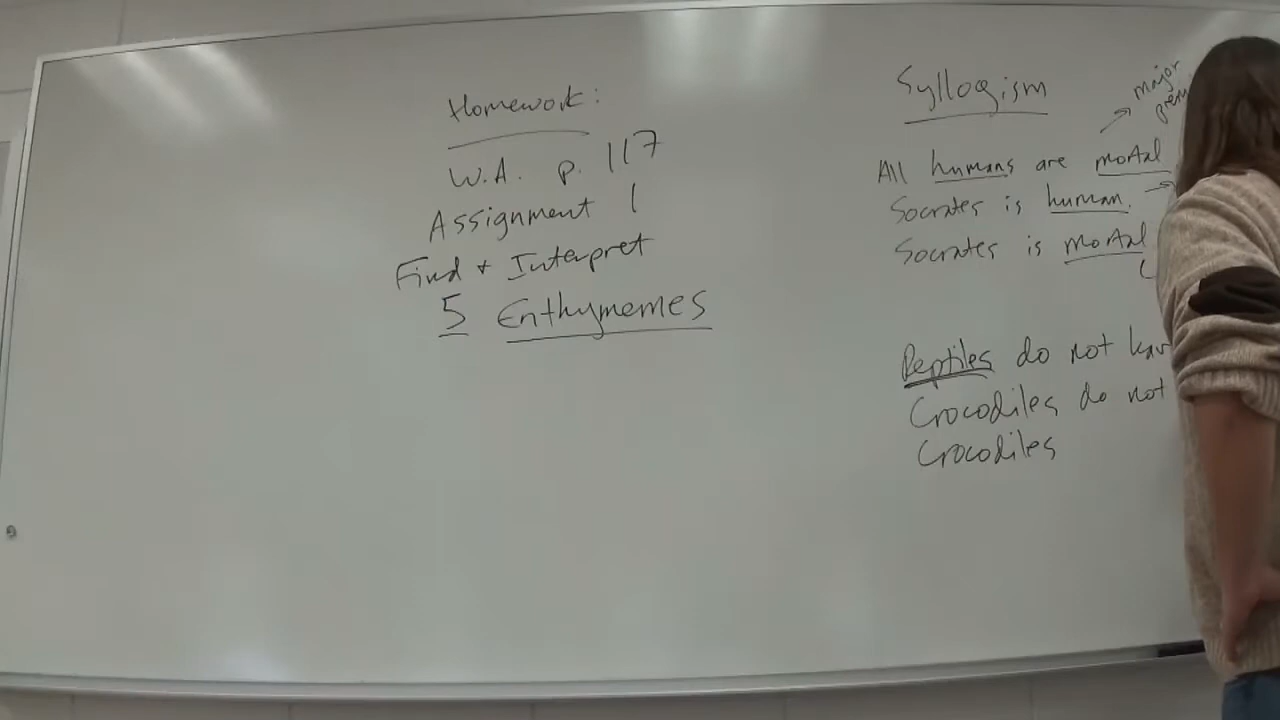 Homework:
W.A. p. 117
Assignment 1
Find + Interpret
5 Enthymemes
Syllogism
major
All humans are mortal
Socrates is human.
Socrates is mortal
Reptiles do not
Crocodiles do not
Crocodiles